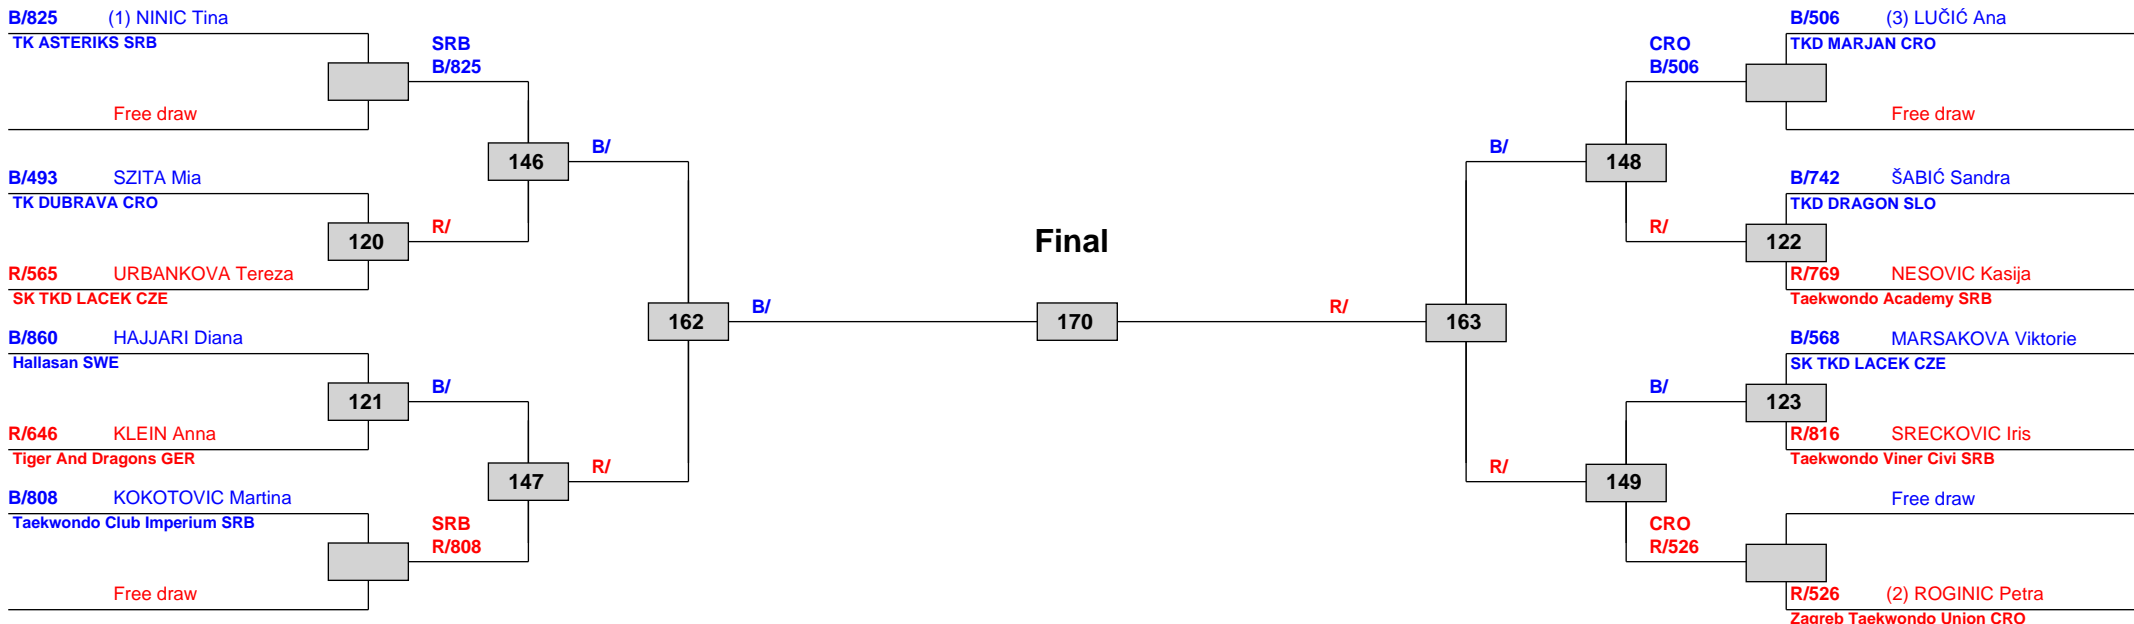 B/825 (1) NINIC Tina
TK ASTERIKS SRB
Free draw
SRB
B/825
B/493 SZITA Mia
TK DUBRAVA CRO
120
R/
R/565 URBANKOVA Tereza
SK TKD LACEK CZE
146
B/
B/860 HAJJARI Diana
Hallasan SWE
121
B/
R/646 KLEIN Anna
Tiger And Dragons GER
147
R/
B/808 KOKOTOVIC Martina
Taekwondo Club Imperium SRB
SRB
R/808
Free draw
162
B/
Final
170
R/
163
B/
148
CRO
B/506
B/506 (3) LUČIĆ Ana
TKD MARJAN CRO
Free draw
B/742 ŠABIĆ Sandra
TKD DRAGON SLO
R/
122
R/769 NESOVIC Kasija
Taekwondo Academy SRB
B/568 MARSAKOVA Viktorie
SK TKD LACEK CZE
B/
123
R/816 SRECKOVIC Iris
Taekwondo Viner Civi SRB
R/
149
Free draw
CRO
R/526
R/526 (2) ROGINIC Petra
Zagreb Taekwondo Union CRO